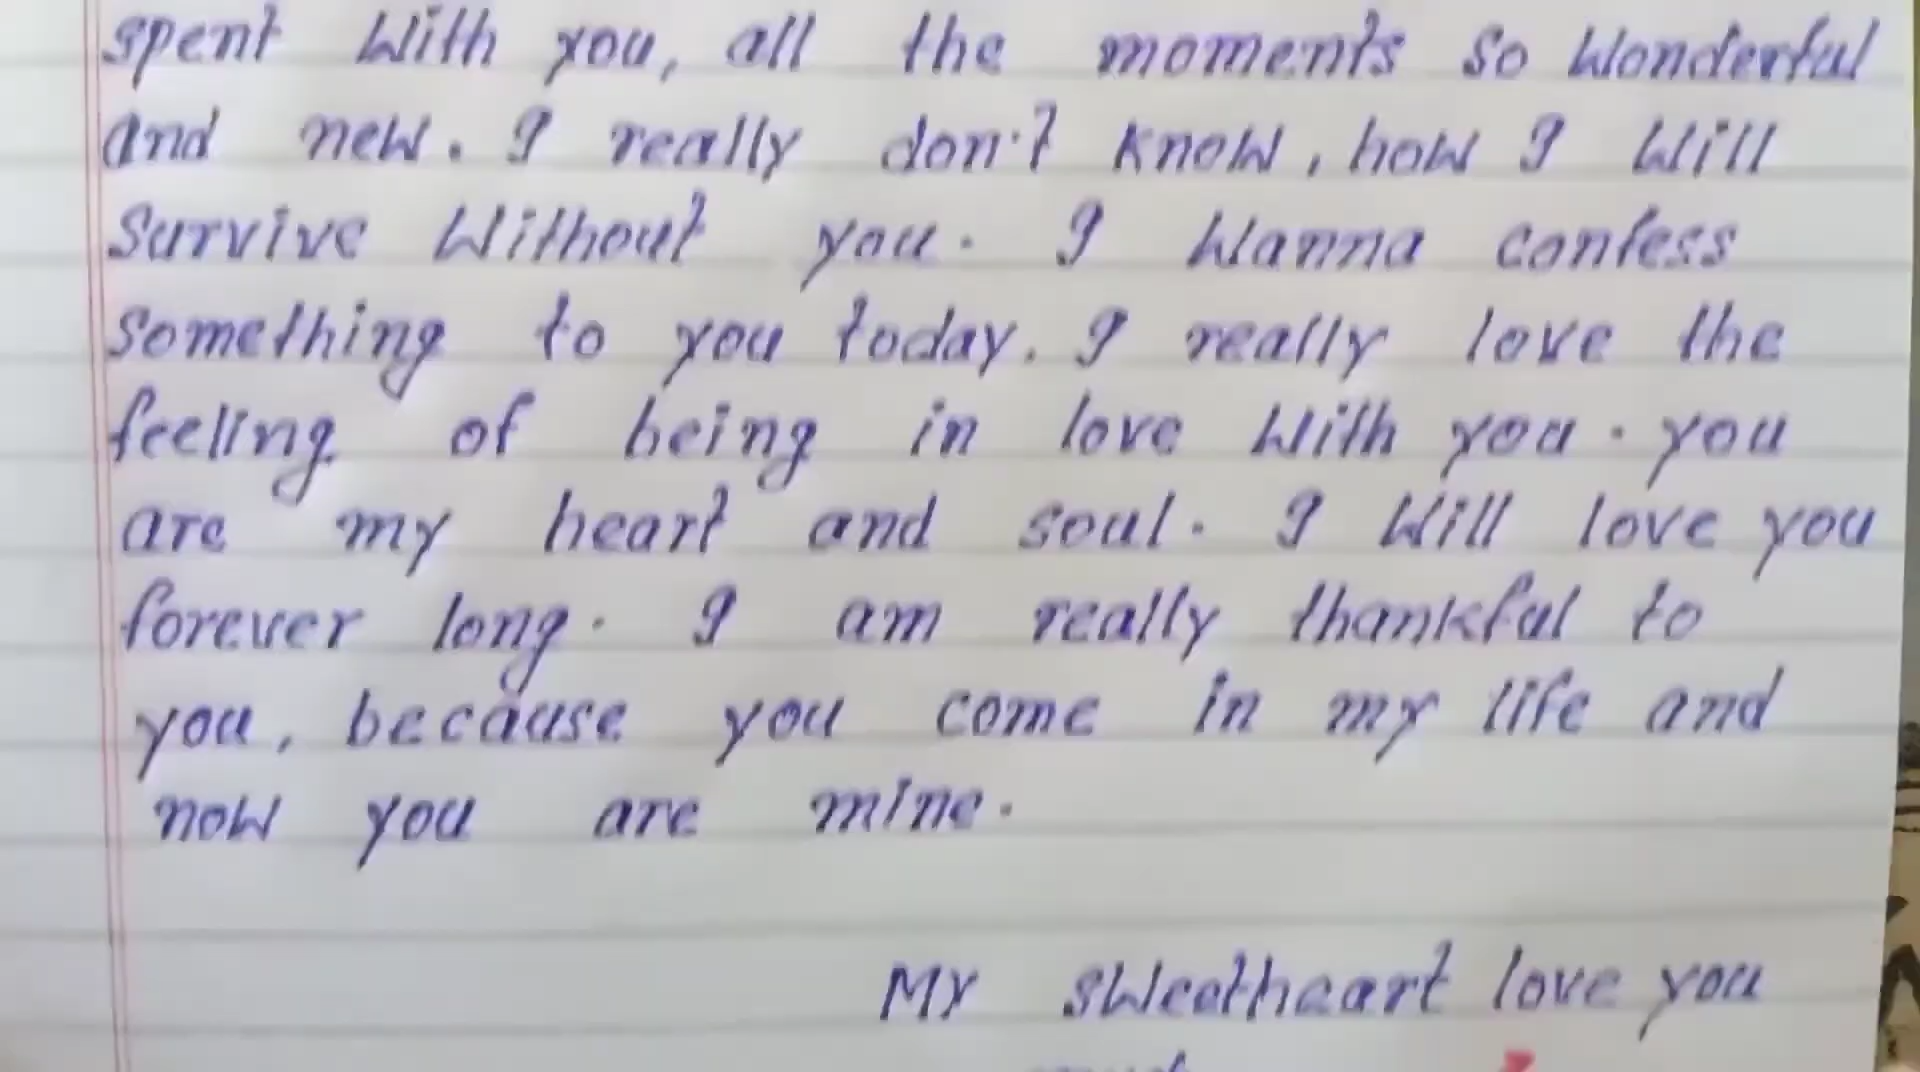 spent With you, all the moments so Wonderful
and new. I really don't know, how I Will
Survive Without you. I Wanna confess
Something to you today. I really love the
feeling of being in love With you. you
are my heart and soul. I Will love you
forever long. I am really thankful to
you, because you come in my life and
now you are mine.
My sweetheart love you